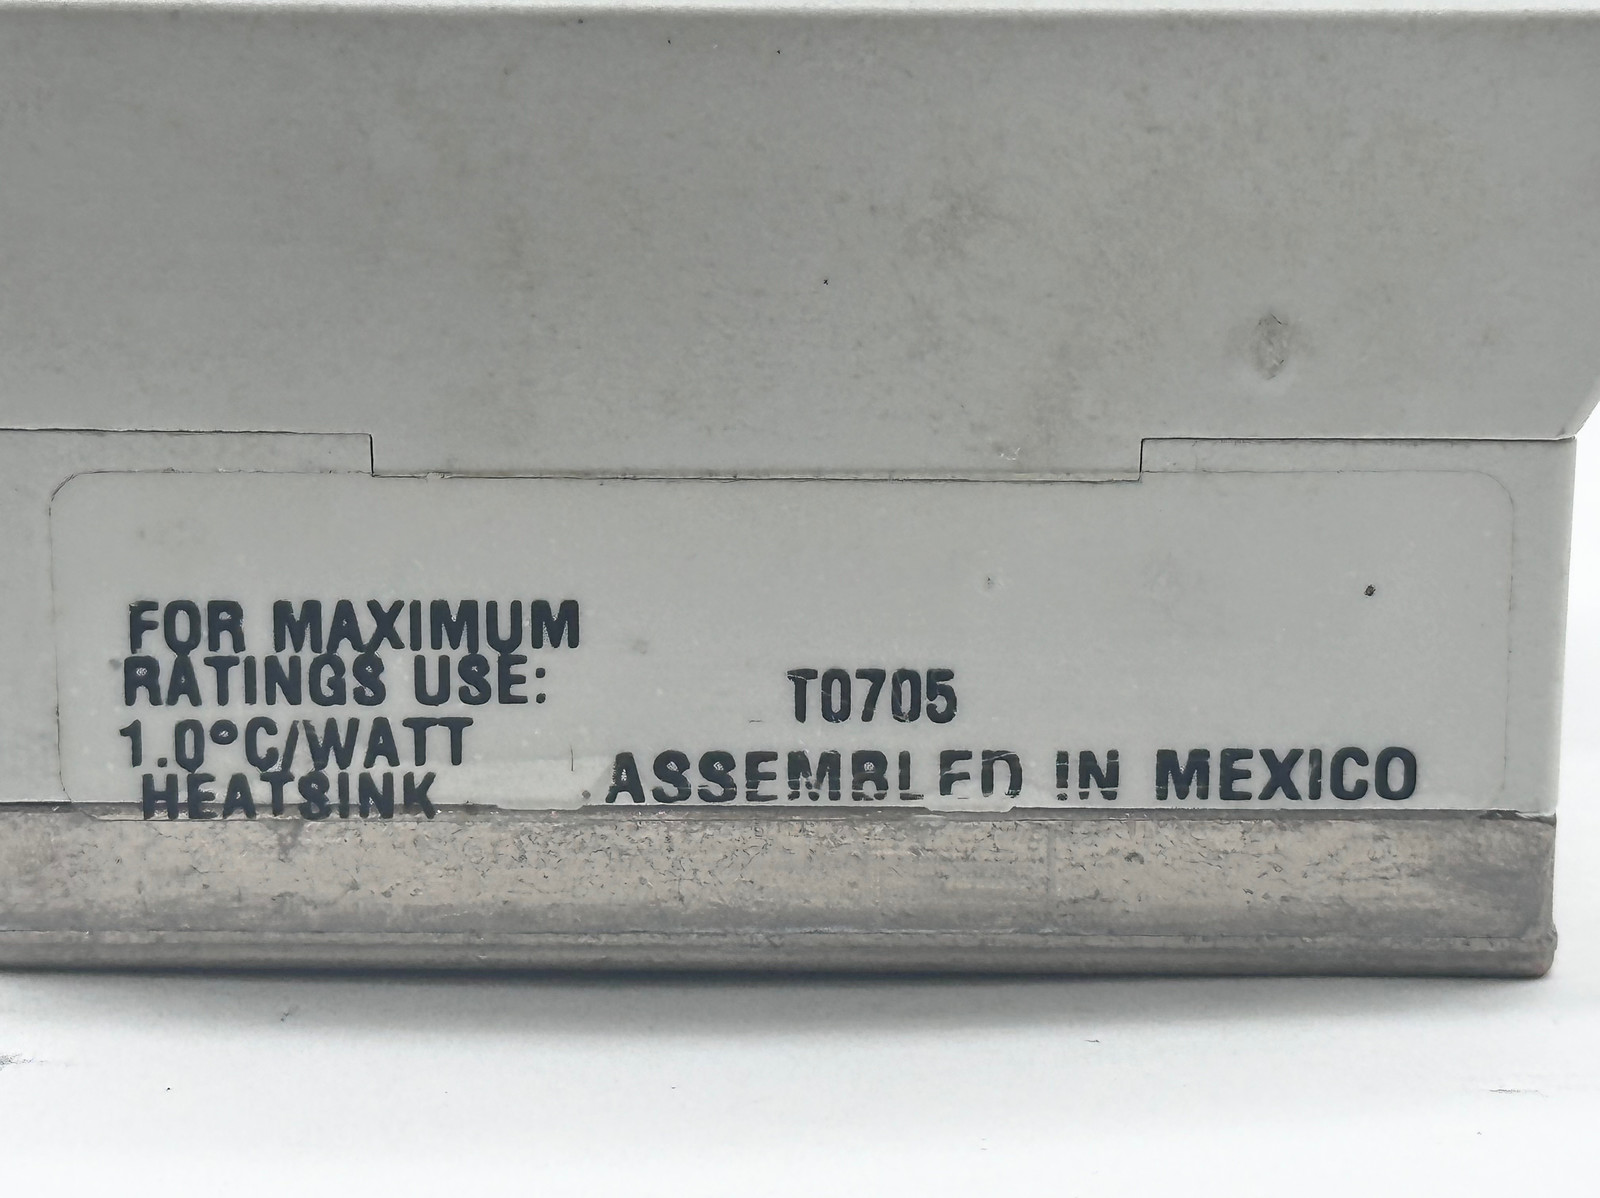 FOR MAXIMUM
RATINGS USE:
1.0°C/WATT
HEATSINK
T0705
ASSEMBLED IN MEXICO